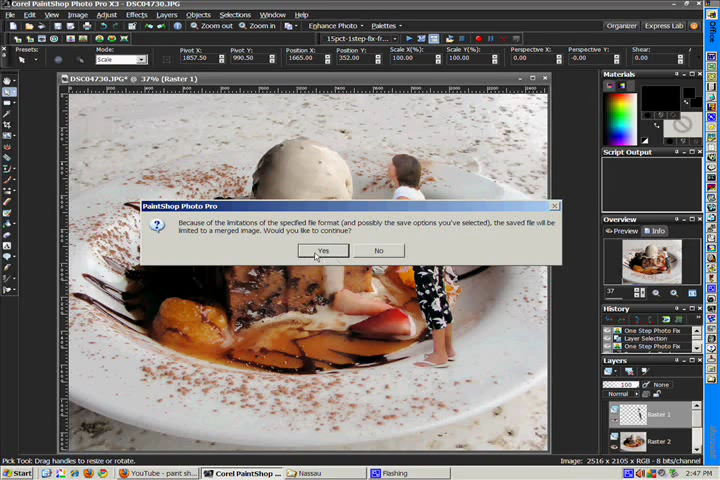 Corel PaintShop Photo Pro X3 - DSC04730.JPG
File Edit View Image Adjust Effects Layers Objects Selections Window Help
Zoom Out Zoom In Enhance Photo Palettes Organizer Express Lab
15pct-1step-fix-fr...
Presets: Mode: Pivot X: Pivot Y: Position X: Position Y: Scale X(%): Scale Y(%): Perspective X: Perspective Y: Shear:
Scale 1857.50 990.50 1665.00 352.00 100.00 100.00 0.00 0.00 0.00
DSC04730.JPG* @ 37% (Raster 1)
Materials
Script Output
PaintShop Photo Pro
Because of the limitations of the specified file format (and possibly the save options you've selected), the saved file will be
limited to a merged image. Would you like to continue?
Yes No
Overview
Preview Info
37
History
One Step Photo Fix
Layer Selection
One Step Photo Fix
Layers
100 None
Normal
Raster 1
Raster 2
Office
Pick Tool: Drag handles to resize or rotate.
Image: 2516 x 2105 x RGB - 8 bits/channel
Start YouTube - paint sh... Corel PaintShop ... Nassau Flashing 2:47 PM